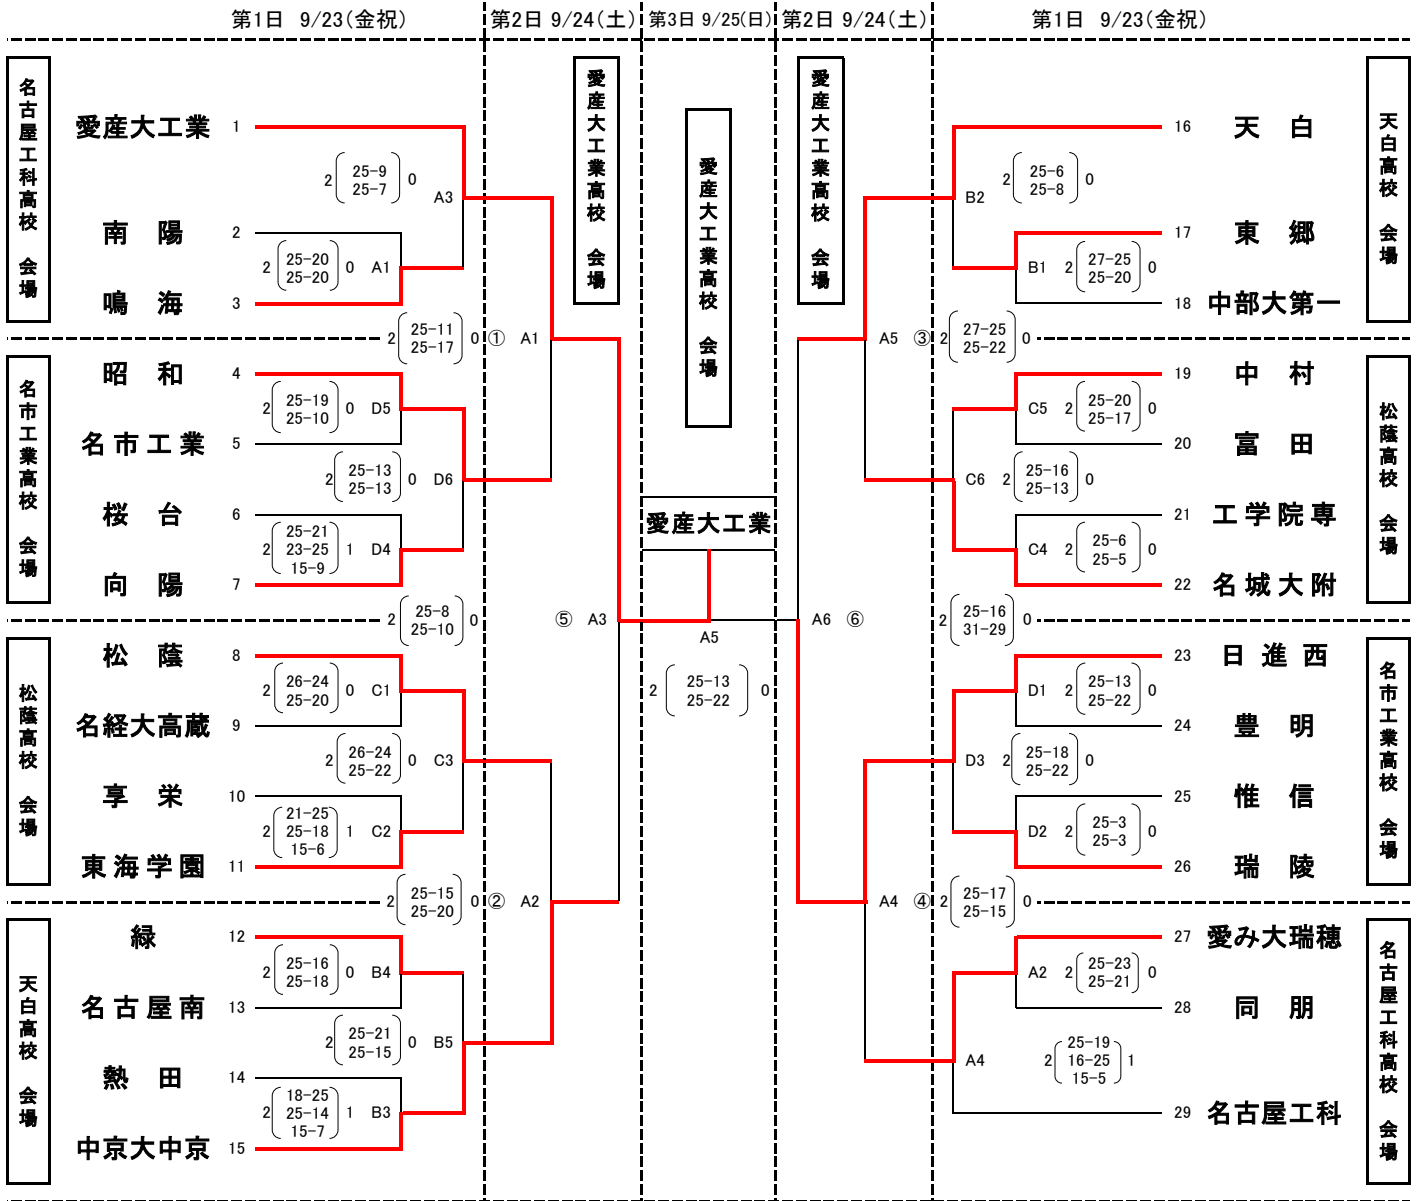 第1日 9/23(金祝)
第2日 9/24(土)
第3日 9/25(日)
第2日 9/24(土)
第1日 9/23(金祝)
名古屋工科高校 会場
名市工業高校 会場
松蔭高校 会場
天白高校 会場
愛産大工業 1
2 25-9 25-7 0 A3
南陽 2
2 25-20 25-20 0 A1
鳴海 3
2 25-11 25-17 0 ① A1
昭和 4
2 25-19 25-10 0 D5
名市工業 5
2 25-13 25-13 0 D6
桜台 6
2 25-21 23-25 15-9 1 D4
向陽 7
2 25-8 25-10 0 ⑤ A3
松蔭 8
2 26-24 25-20 0 C1
名経大高蔵 9
2 26-24 25-22 0 C3
享栄 10
2 21-25 25-18 15-6 1 C2
東海学園 11
2 25-15 25-20 0 ② A2
緑 12
2 25-16 25-18 0 B4
名古屋南 13
2 25-21 25-15 0 B5
熱田 14
2 18-25 25-14 15-7 1 B3
中京大中京 15
愛産大工業高校 会場
愛産大工業高校 会場
愛産大工業高校 会場
愛産大工業
A5
2 25-13 25-22 0
16 天白
B2 2 25-6 25-8 0
17 東郷
B1 2 27-25 25-20 0
18 中部大第一
A5 ③ 2 27-25 25-22 0
19 中村
C5 2 25-20 25-17 0
20 富田
C6 2 25-16 25-13 0
21 工学院専
C4 2 25-6 25-5 0
22 名城大附
A6 ⑥ 2 25-16 31-29 0
23 日進西
D1 2 25-13 25-22 0
24 豊明
D3 2 25-18 25-22 0
25 惟信
D2 2 25-3 25-3 0
26 瑞陵
A4 ④ 2 25-17 25-15 0
27 愛み大瑞穂
A2 2 25-23 25-21 0
28 同朋
A4 2 25-19 16-25 15-5 1
29 名古屋工科
天白高校 会場
松蔭高校 会場
名市工業高校 会場
名古屋工科高校 会場